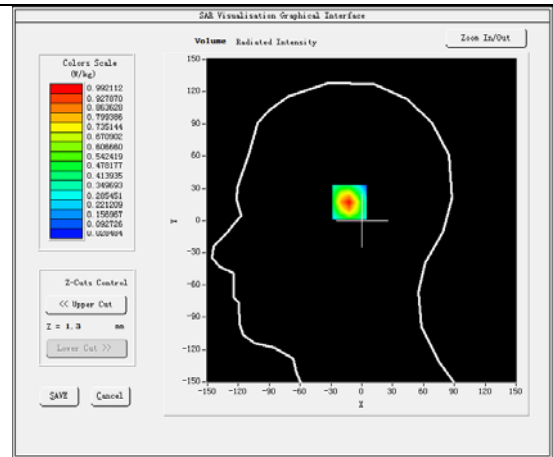 SAR Visualisation Graphical Interface
Volume Radiated Intensity
Zoom In/Out
Colors Scale
(W/kg)
0.992112
0.927870
0.863628
0.799386
0.735144
0.670902
0.606660
0.542419
0.478177
0.413935
0.349693
0.285451
0.221209
0.156967
0.092726
0.028484
Z-Cuts Control
<< Upper Cut
Z = 1.3 mm
Lower Cut >>
SAVE Cancel
150
120
90
60
30
0
-30
-60
-90
-120
-150
Y
-150 -120 -90 -60 -30 0 30 60 90 120 150
X